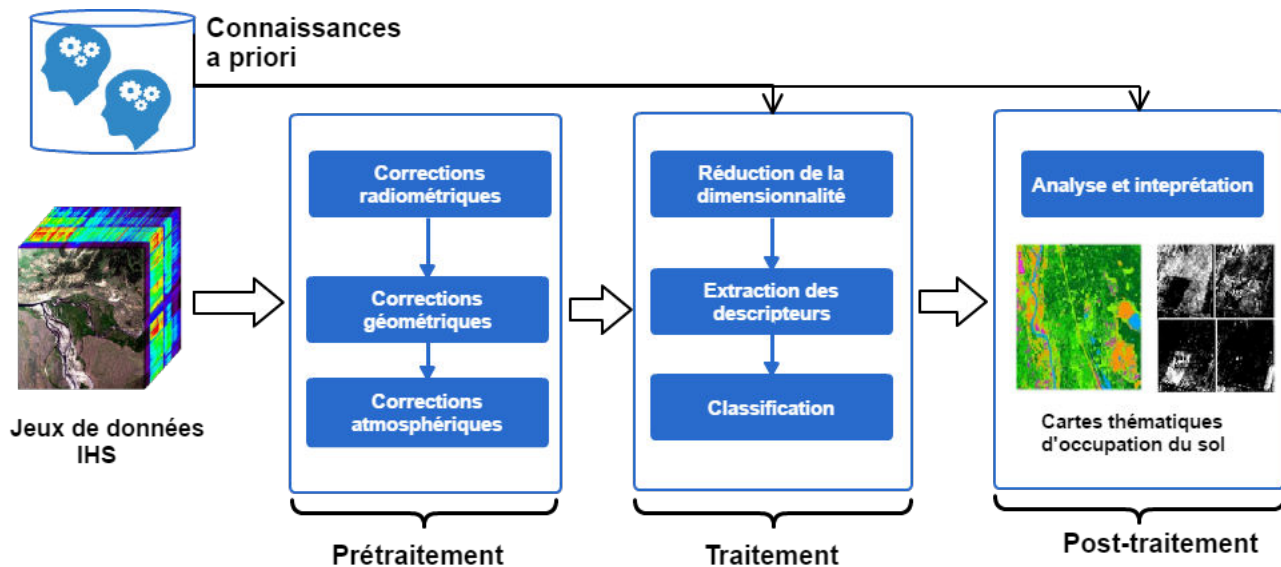 Connaissances
a priori
Corrections
radiométriques
Corrections
géométriques
Corrections
atmosphériques
Réduction de la
dimensionnalité
Extraction des
descripteurs
Classification
Analyse et inteprétation
Cartes thématiques
d'occupation du sol
Jeux de données
IHS
Prétraitement
Traitement
Post-traitement